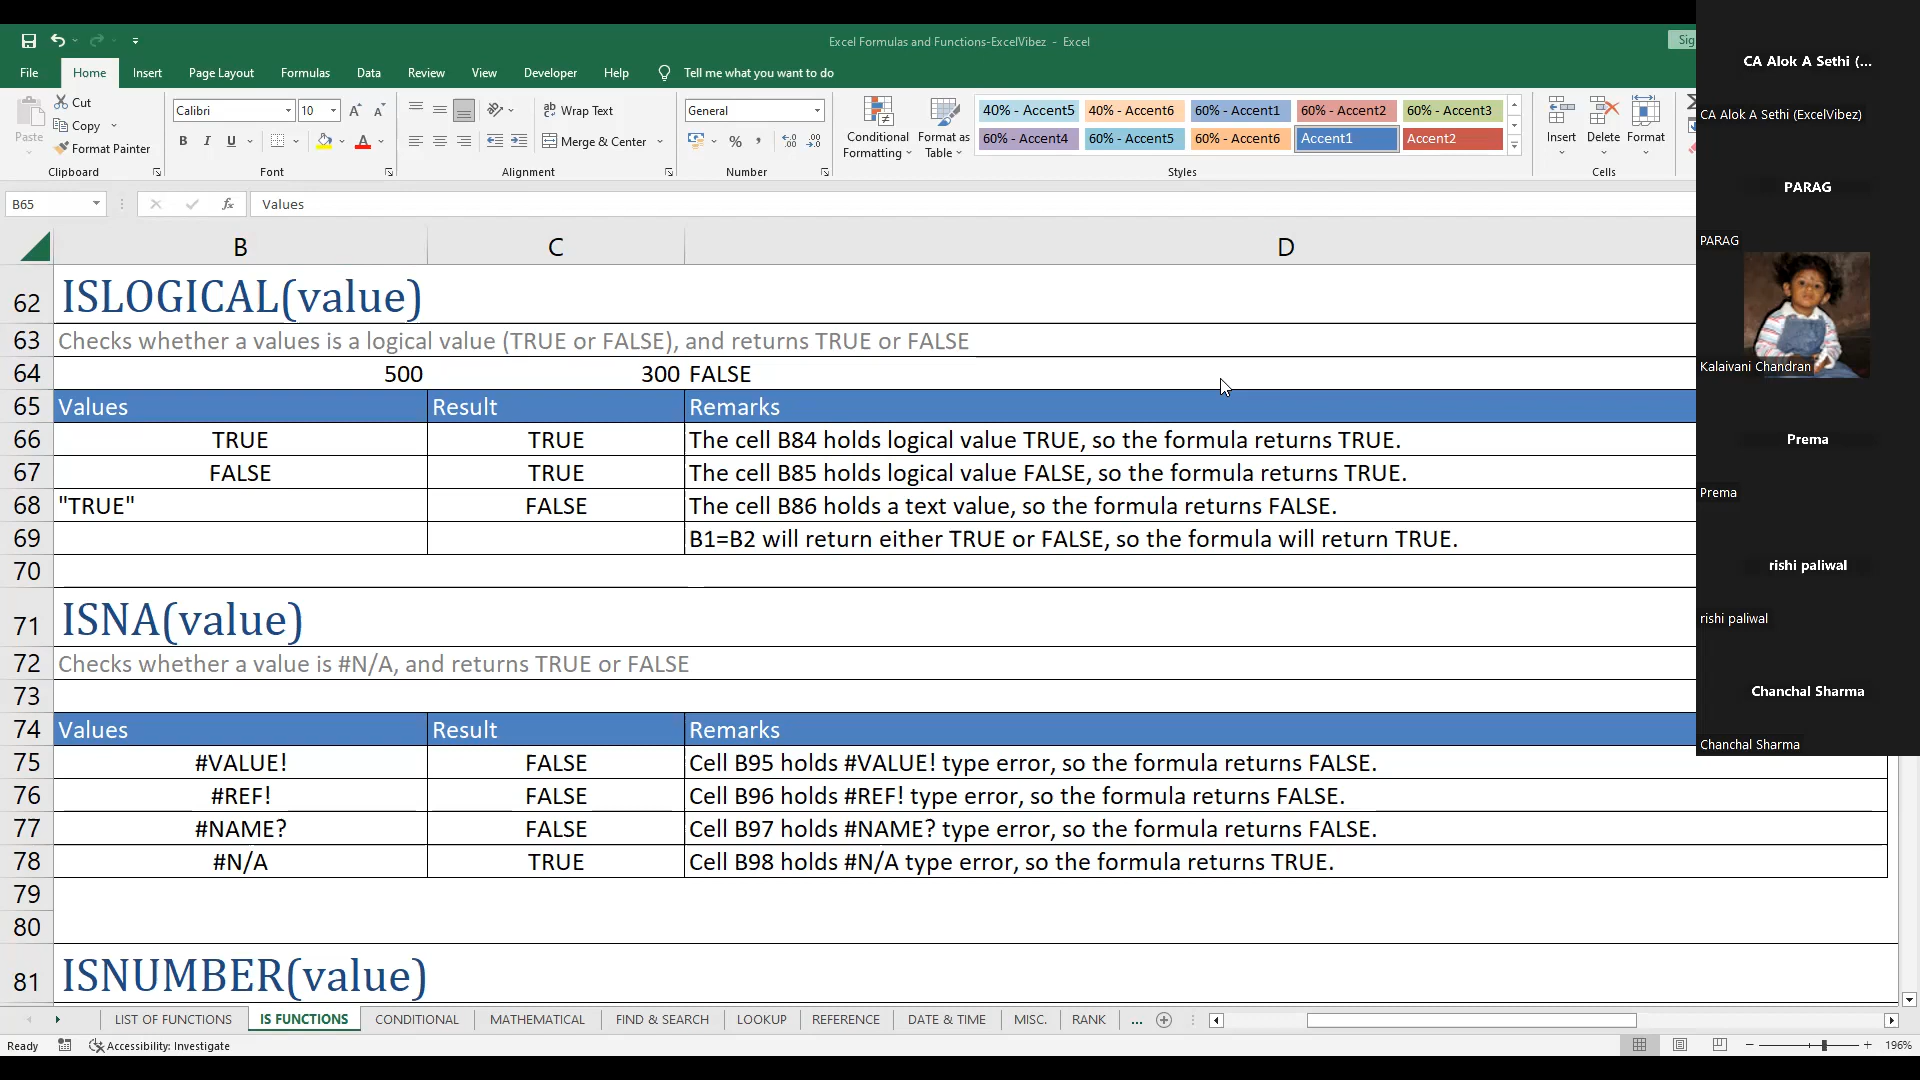 Excel Formulas and Functions-ExcelVibez - Excel
Sig
File Home Insert Page Layout Formulas Data Review View Developer Help Tell me what you want to do
Paste
Cut
Copy
Format Painter
Clipboard
Calibri 10
B I U
Font
Wrap Text
Merge & Center
Alignment
General
%
Number
Conditional Formatting
Format as Table
40% - Accent5 40% - Accent6 60% - Accent1 60% - Accent2 60% - Accent3
60% - Accent4 60% - Accent5 60% - Accent6 Accent1 Accent2
Styles
Insert Delete Format
Cells
B65 fx Values
B C D
62 ISLOGICAL(value)
63 Checks whether a values is a logical value (TRUE or FALSE), and returns TRUE or FALSE
64 500 300 FALSE
65 Values Result Remarks
66 TRUE TRUE The cell B84 holds logical value TRUE, so the formula returns TRUE.
67 FALSE TRUE The cell B85 holds logical value FALSE, so the formula returns TRUE.
68 "TRUE" FALSE The cell B86 holds a text value, so the formula returns FALSE.
69 B1=B2 will return either TRUE or FALSE, so the formula will return TRUE.
70
71 ISNA(value)
72 Checks whether a value is #N/A, and returns TRUE or FALSE
73
74 Values Result Remarks
75 #VALUE! FALSE Cell B95 holds #VALUE! type error, so the formula returns FALSE.
76 #REF! FALSE Cell B96 holds #REF! type error, so the formula returns FALSE.
77 #NAME? FALSE Cell B97 holds #NAME? type error, so the formula returns FALSE.
78 #N/A TRUE Cell B98 holds #N/A type error, so the formula returns TRUE.
79
80
81 ISNUMBER(value)
LIST OF FUNCTIONS IS FUNCTIONS CONDITIONAL MATHEMATICAL FIND & SEARCH LOOKUP REFERENCE DATE & TIME MISC. RANK ...
Ready Accessibility: Investigate 196%
CA Alok A Sethi (...
CA Alok A Sethi (ExcelVibez)
PARAG
PARAG
Kalaivani Chandran
Prema
Prema
rishi paliwal
rishi paliwal
Chanchal Sharma
Chanchal Sharma